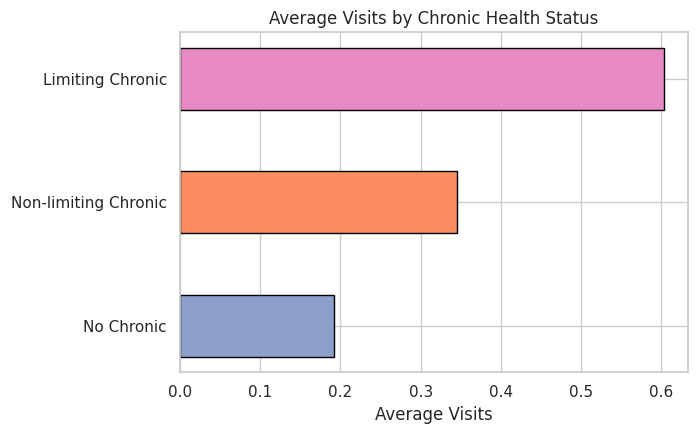 Average Visits by Chronic Health Status
Limiting Chronic
Non-limiting Chronic
No Chronic
0.0 0.1 0.2 0.3 0.4 0.5 0.6
Average Visits